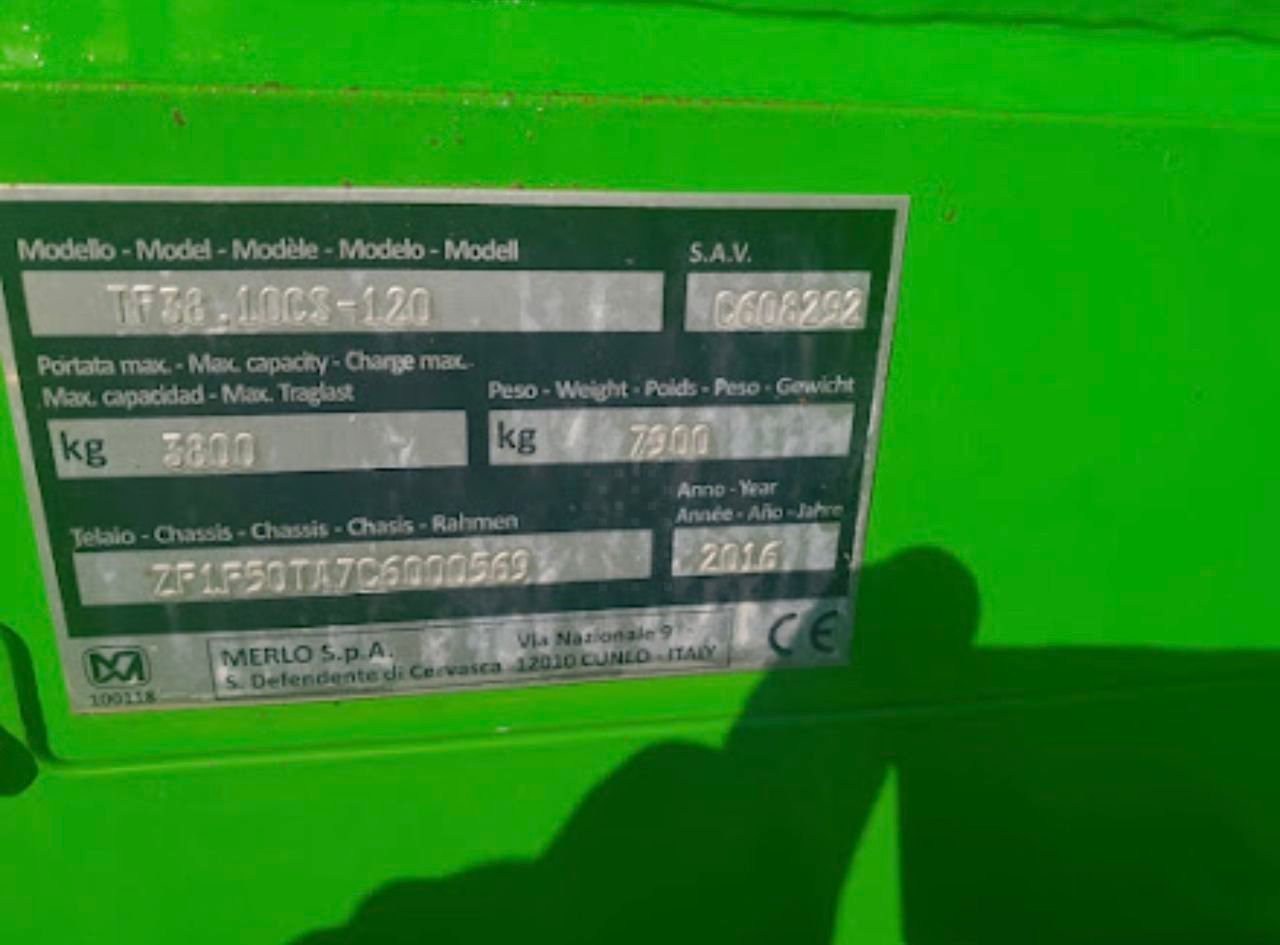 Modello - Model - Modèle - Modelo - Modell
S.A.V.
TF38.10CS-120
C608292
Portata max. - Max. capacity - Charge max.
Max. capacidad - Max. Traglast
Peso - Weight - Poids - Peso - Gewicht
kg 3800
kg 7900
Anno - Year
Année - Año - Jahre
Telaio - Chassis - Chassis - Chasis - Rahmen
ZF1F50TA7C6000569
2016
MERLO S.p.A.
Via Nazionale 9
S. Defendente di Cervasca 12010 CUNEO - ITALY
CE
100118